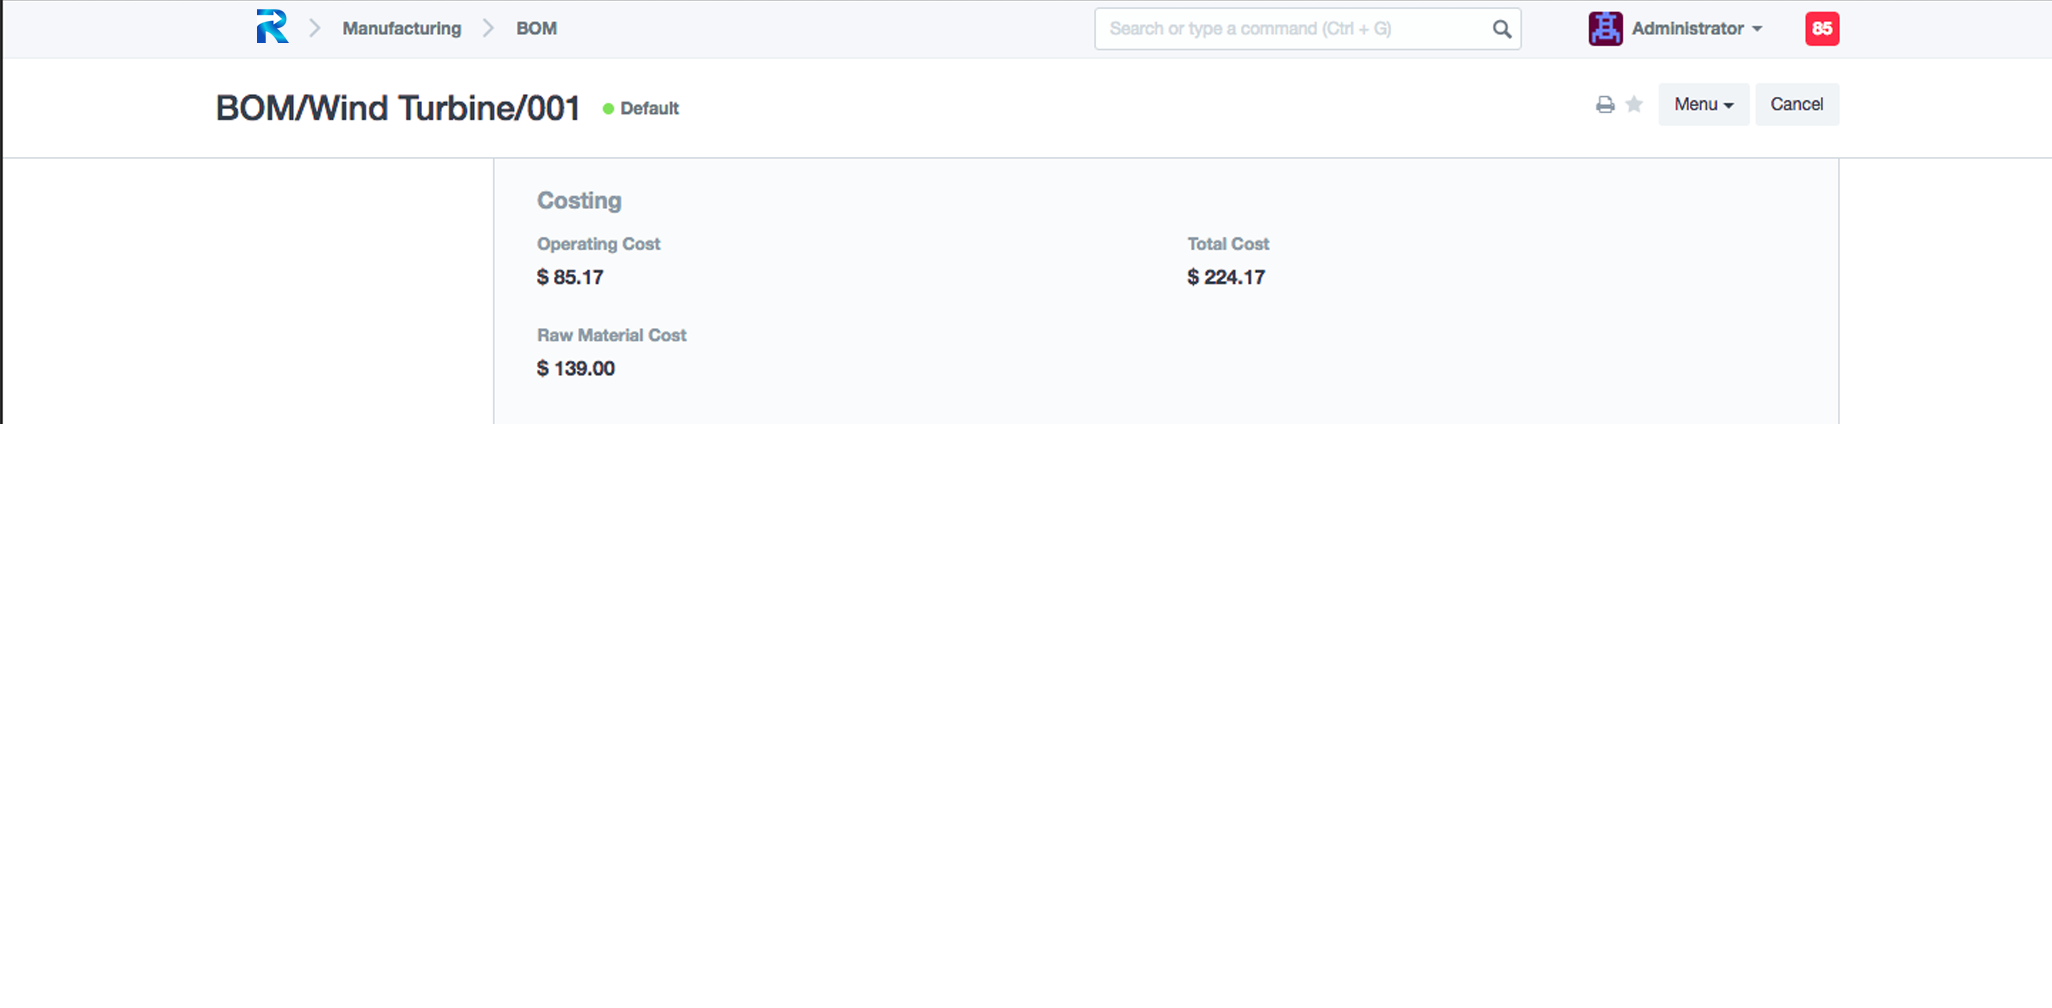 Manufacturing BOM Search or type a command (Ctrl + G) Administrator 85
BOM/Wind Turbine/001 Default Menu Cancel
Costing
Operating Cost Total Cost
$ 85.17 $ 224.17
Raw Material Cost
$ 139.00